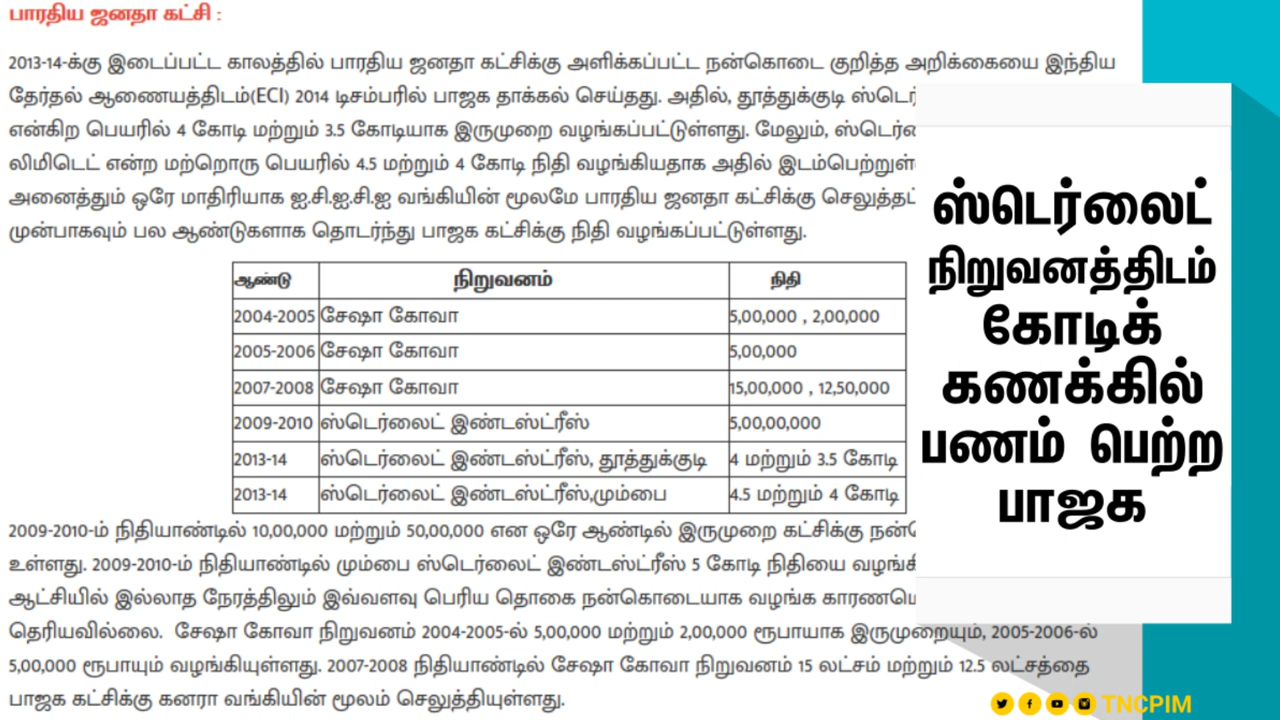 பாரதிய ஜனதா கட்சி :
2013-14-க்கு இடைப்பட்ட காலத்தில் பாரதிய ஜனதா கட்சிக்கு அளிக்கப்பட்ட நன்கொடை குறித்த அறிக்கையை இந்திய
தேர்தல் ஆணையத்திடம்(ECI) 2014 டிசம்பரில் பாஜக தாக்கல் செய்தது. அதில், தூத்துக்குடி
என்கிற பெயரில் 4 கோடி மற்றும் 3.5 கோடியாக இருமுறை வழங்கப்பட்டுள்ளது. மேலும்,
லிமிடெட் என்ற மற்றொரு பெயரில் 4.5 மற்றும் 4 கோடி நிதி வழங்கியதாக அதில்
அனைத்தும் ஒரே மாதிரியாக ஐ.சி.ஐ.சி.ஐ வங்கியின் மூலமே பாரதிய ஜனதா கட்சிக்கு
முன்பாகவும் பல ஆண்டுகளாக தொடர்ந்து பாஜக கட்சிக்கு நிதி வழங்கப்பட்டுள்ளது.
ஆண்டு நிறுவனம் நிதி
2004-2005 சேஷா கோவா 5,00,000 , 2,00,000
2005-2006 சேஷா கோவா 5,00,000
2007-2008 சேஷா கோவா 15,00,000 , 12,50,000
2009-2010 ஸ்டெர்லைட் இண்டஸ்ட்ரீஸ் 5,00,00,000
2013-14 ஸ்டெர்லைட் இண்டஸ்ட்ரீஸ், தூத்துக்குடி 4 மற்றும் 3.5 கோடி
2013-14 ஸ்டெர்லைட் இண்டஸ்ட்ரீஸ்,மும்பை 4.5 மற்றும் 4 கோடி
2009-2010-ம் நிதியாண்டில் 10,00,000 மற்றும் 50,00,000 என ஒரே ஆண்டில் இருமுறை கட்சிக்கு
உள்ளது. 2009-2010-ம் நிதியாண்டில் மும்பை ஸ்டெர்லைட் இண்டஸ்ட்ரீஸ் 5 கோடி நிதியை
ஆட்சியில் இல்லாத நேரத்திலும் இவ்வளவு பெரிய தொகை நன்கொடையாக வழங்க
தெரியவில்லை. சேஷா கோவா நிறுவனம் 2004-2005-ல் 5,00,000 மற்றும் 2,00,000 ரூபாயாக இருமுறையும், 2005-2006-ல்
5,00,000 ரூபாயும் வழங்கியுள்ளது. 2007-2008 நிதியாண்டில் சேஷா கோவா நிறுவனம் 15 லட்சம் மற்றும் 12.5 லட்சத்தை
பாஜக கட்சிக்கு கனரா வங்கியின் மூலம் செலுத்தியுள்ளது.
ஸ்டெர்லைட்
நிறுவனத்திடம்
கோடிக்
கணக்கில்
பணம் பெற்ற
பாஜக
TNCPIM